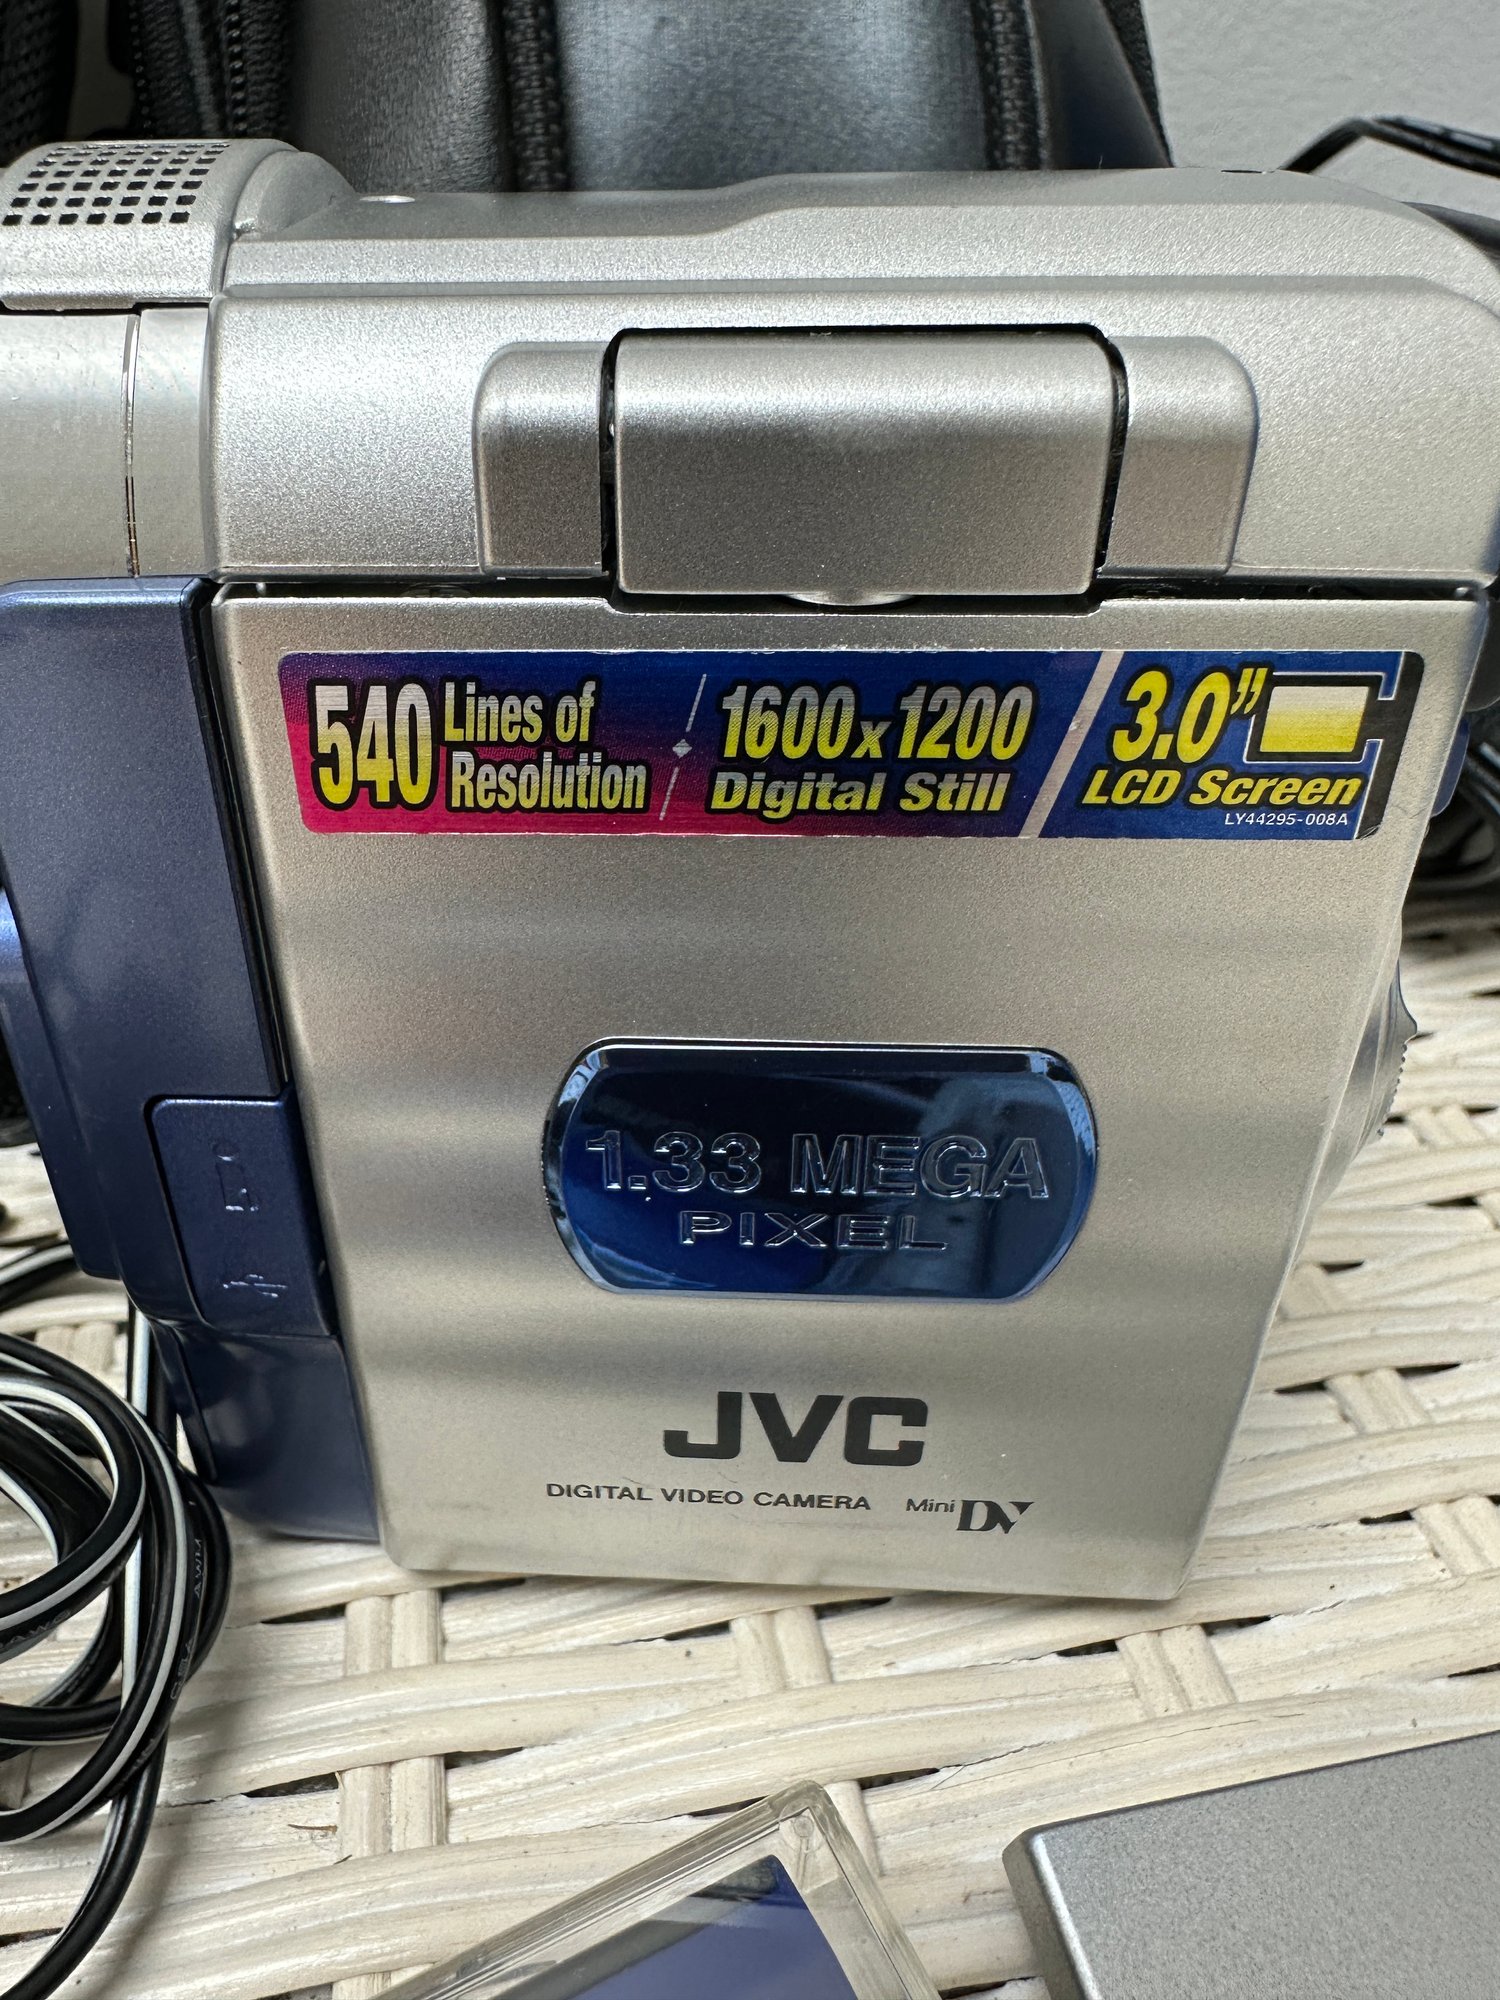 540 Lines of Resolution
1600x1200 Digital Still
3.0” LCD Screen
LY44295-008A
1.33 MEGA
PIXEL
JVC
DIGITAL VIDEO CAMERA Mini DV